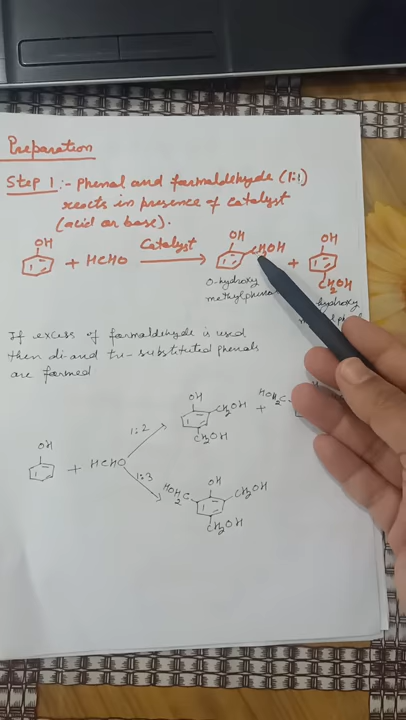 Preparation
Step 1 :- Phenol and formaldehyde (1:1)
reacts in presence of catalyst
(acid or base).
OH + HCHO Catalyst OH CH2OH + OH CH2OH
O-hydroxy
methylphenol
hydroxy
If excess of formaldehyde is used
then di-and tri-substituted phenols
are formed
OH + HCHO
1:2 OH CH2OH CH2OH + HOH2C
1:3 HOH2C OH CH2OH CH2OH